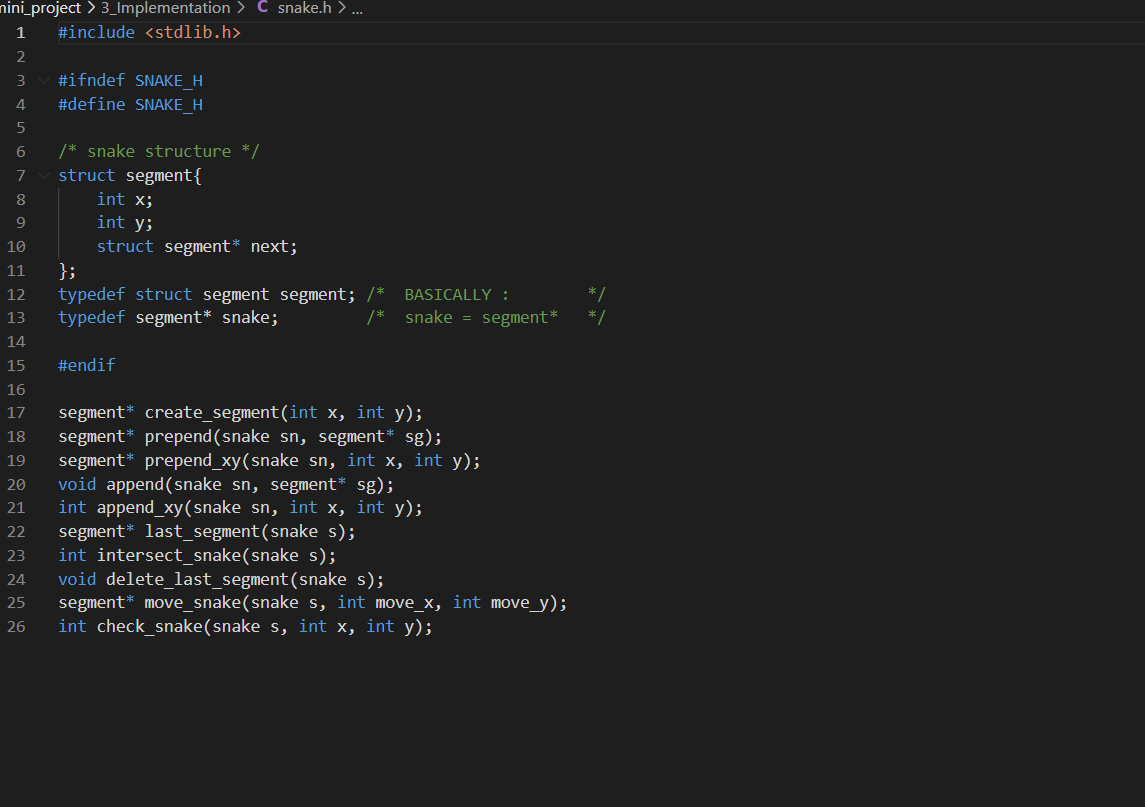 mini_project > 3_Implementation > C snake.h > ...
1 #include <stdlib.h>
2
3 #ifndef SNAKE_H
4 #define SNAKE_H
5
6 /* snake structure */
7 struct segment{
8     int x;
9     int y;
10     struct segment* next;
11 };
12 typedef struct segment segment; /*  BASICALLY :        */
13 typedef segment* snake;         /*  snake = segment*   */
14
15 #endif
16
17 segment* create_segment(int x, int y);
18 segment* prepend(snake sn, segment* sg);
19 segment* prepend_xy(snake sn, int x, int y);
20 void append(snake sn, segment* sg);
21 int append_xy(snake sn, int x, int y);
22 segment* last_segment(snake s);
23 int intersect_snake(snake s);
24 void delete_last_segment(snake s);
25 segment* move_snake(snake s, int move_x, int move_y);
26 int check_snake(snake s, int x, int y);